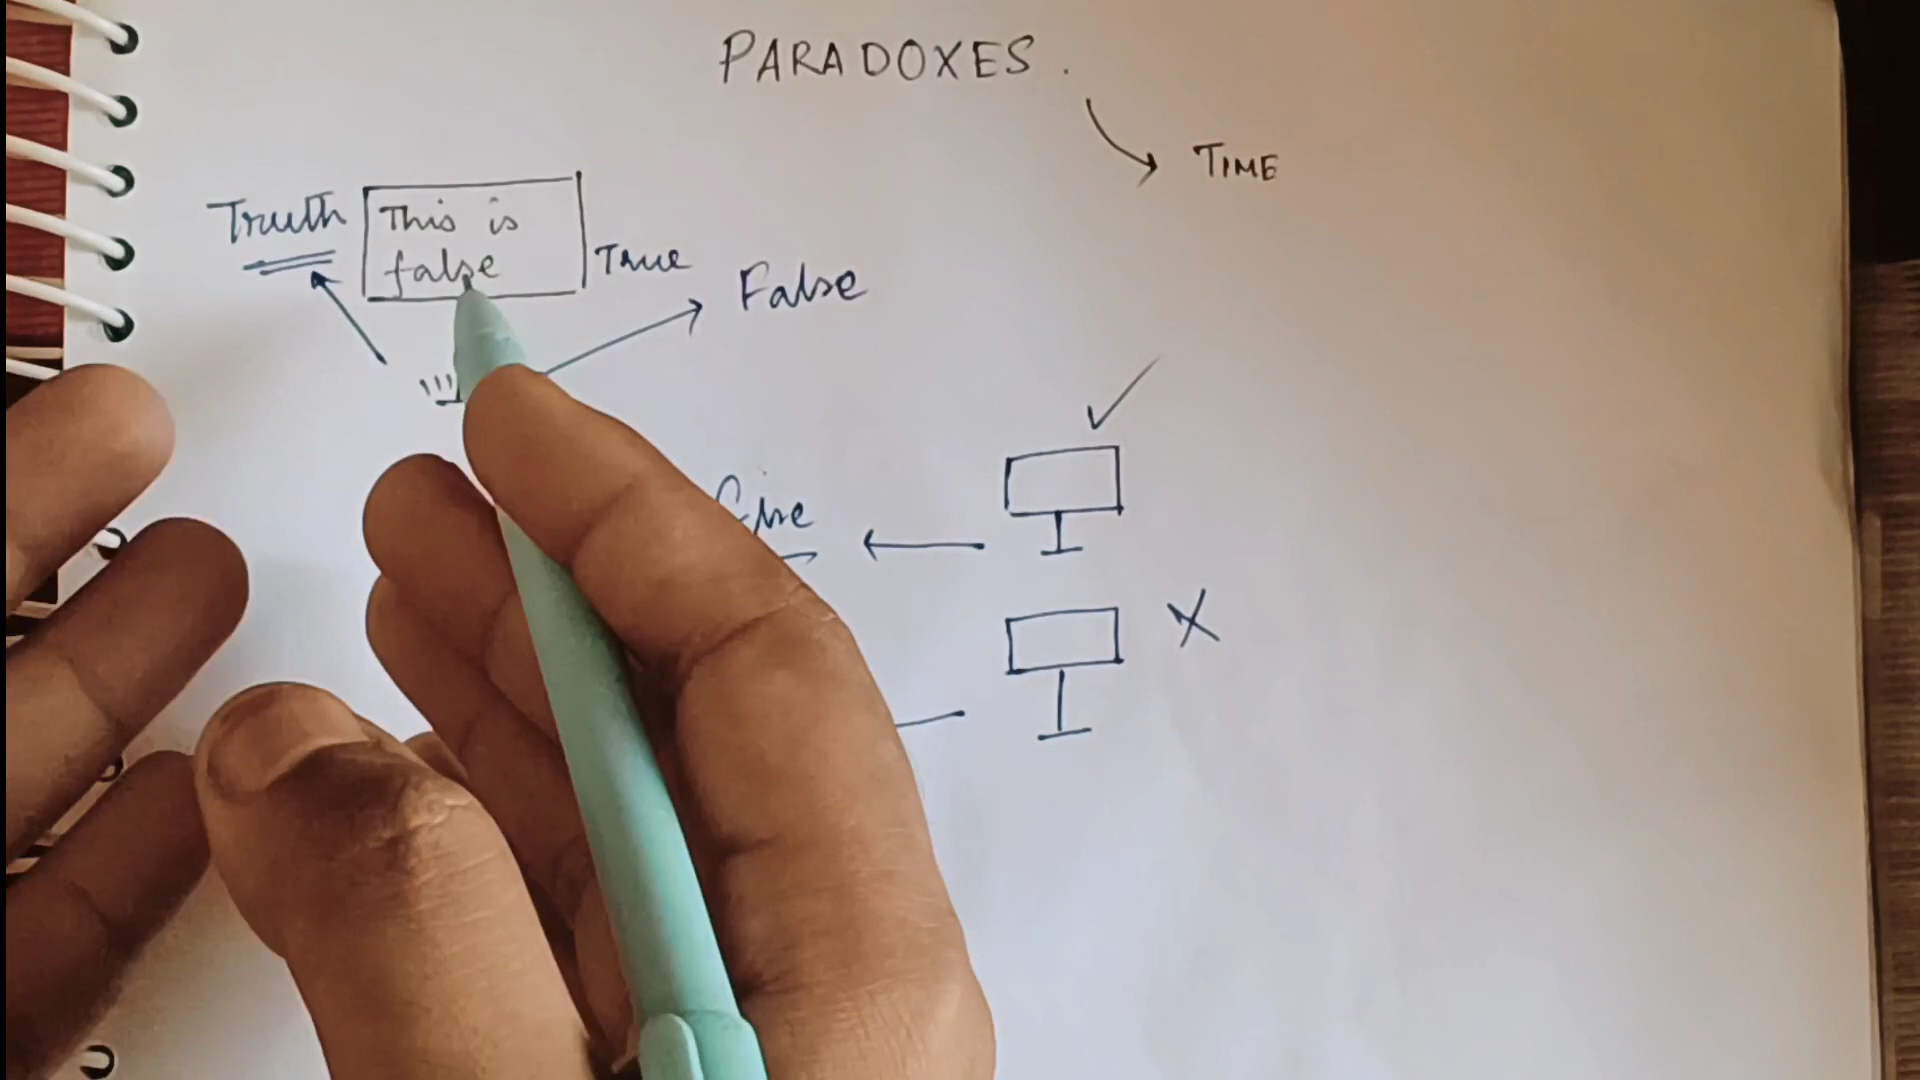 PARADOXES.
TIME
Truth
This is
false
True
False